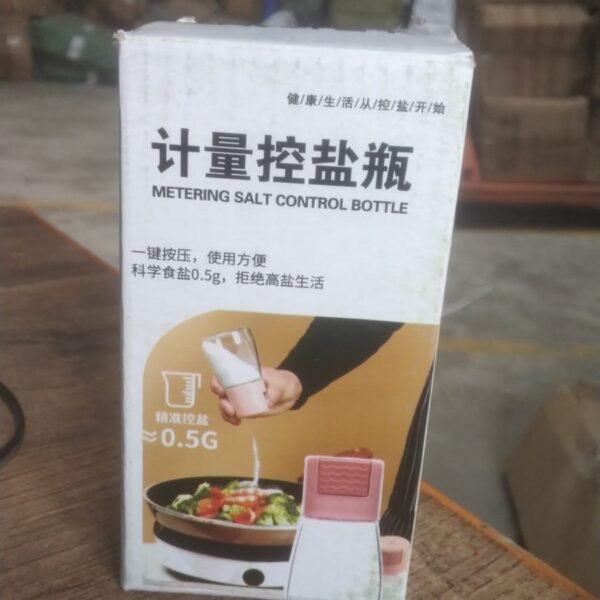 健/康/生/活/从/控/盐/开/始
计量控盐瓶
METERING SALT CONTROL BOTTLE
一键按压，使用方便
科学食盐0.5g，拒绝高盐生活
精准控盐
≈0.5G